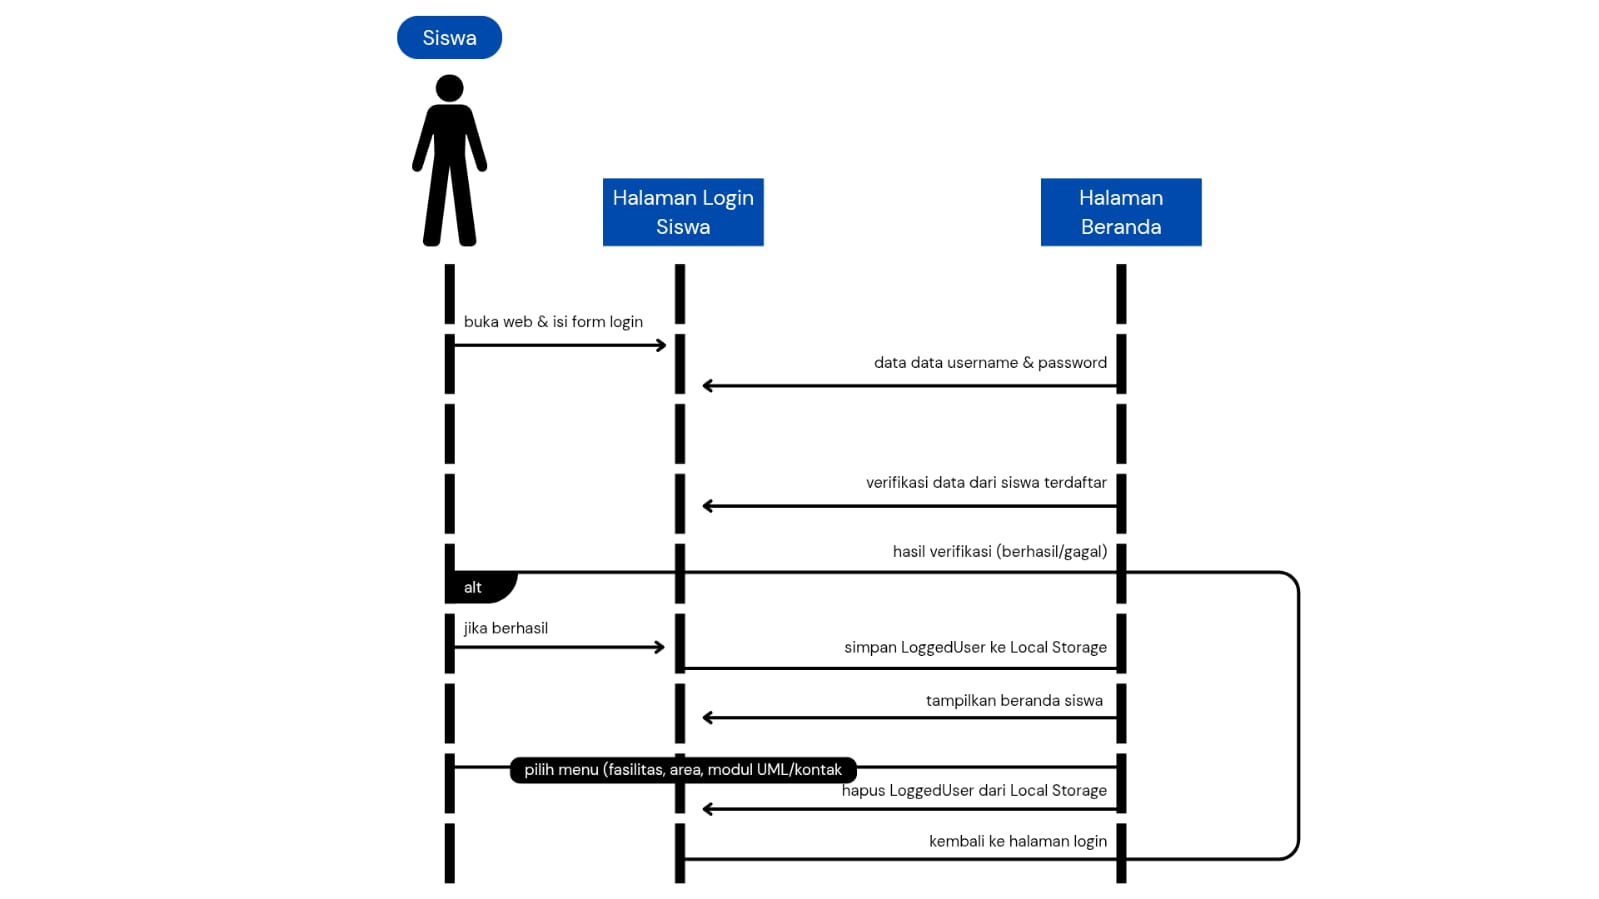 Siswa
Halaman Login
Siswa
Halaman
Beranda
buka web & isi form login
data data username & password
verifikasi data dari siswa terdaftar
hasil verifikasi (berhasil/gagal)
alt
jika berhasil
simpan LoggedUser ke Local Storage
tampilkan beranda siswa
pilih menu (fasilitas, area, modul UML/kontak
hapus LoggedUser dari Local Storage
kembali ke halaman login